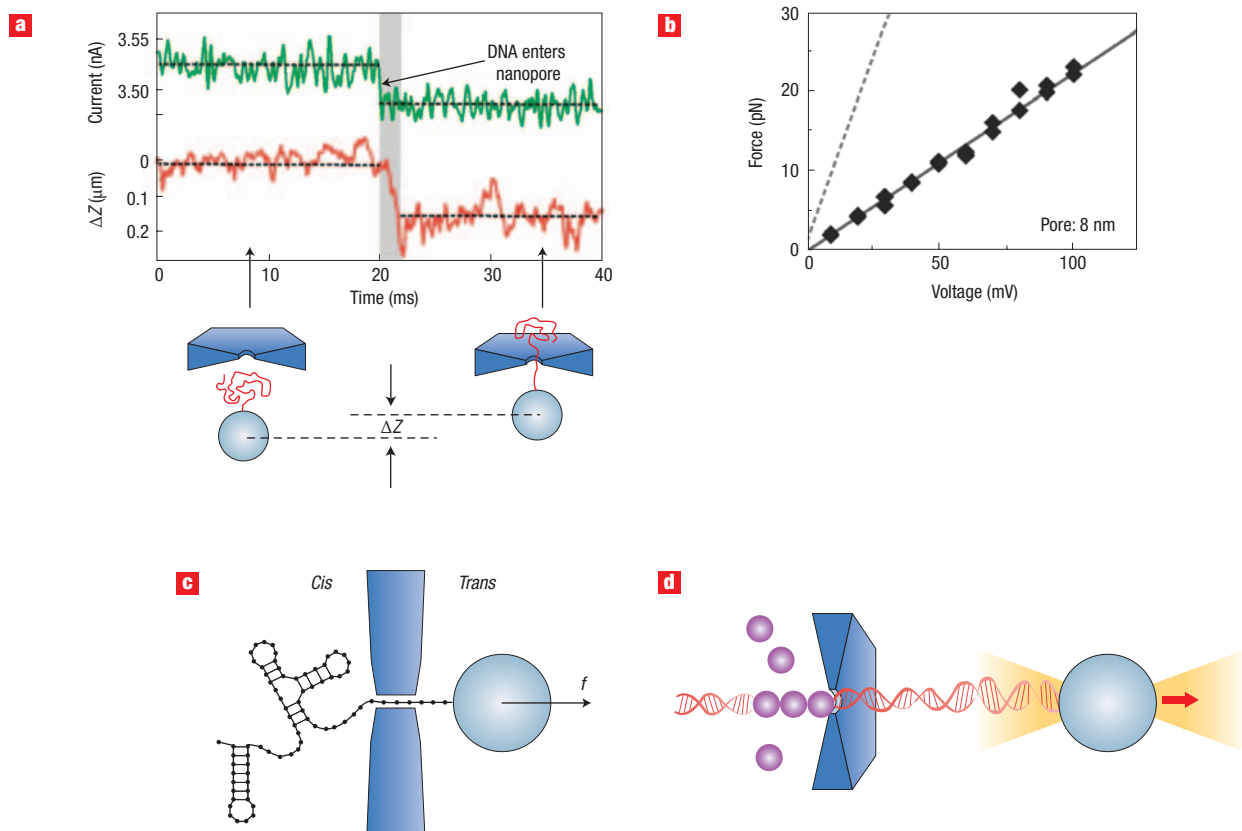 a
Current (nA)
3.55
3.50
DNA enters
nanopore
ΔZ (μm)
0
0.1
0.2
0
10
20
30
40
Time (ms)
ΔZ
b
Force (pN)
30
20
10
0
0
50
100
Voltage (mV)
Pore: 8 nm
c
Cis
Trans
f
d